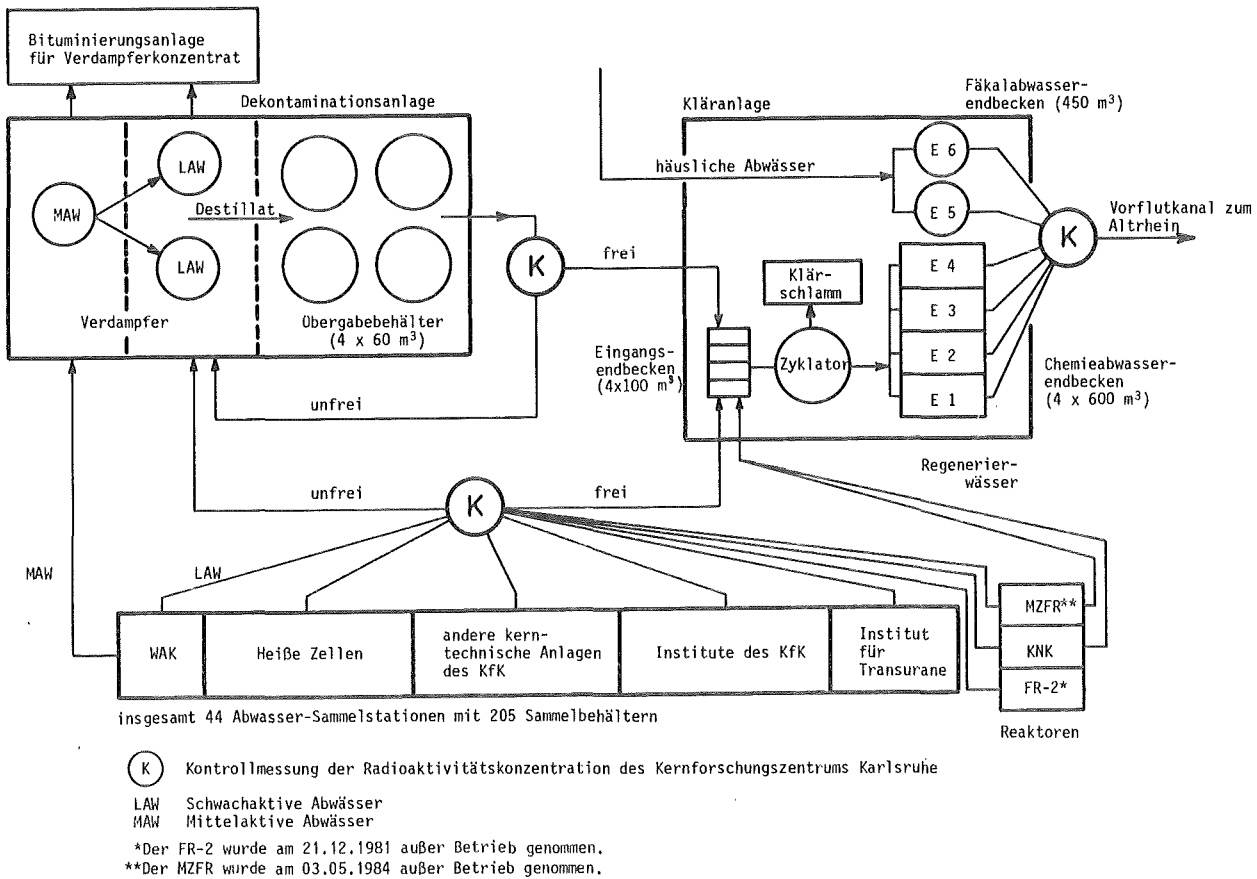 Bituminierungsanlage
für Verdampferkonzentrat
Dekontaminationsanlage
MAW
LAW
LAW
Destillat
Verdampfer
Obergabebehälter
(4 x 60 m³)
K
frei
unfrei
Kläranlage
Fäkalabwasser-
endbecken (450 m³)
häusliche Abwässer
E 6
E 5
K
Vorflutkanal zum
Altrhein
Klär-
schlamm
E 4
E 3
E 2
E 1
Eingangs-
endbecken
(4x100 m³)
Zyklator
Chemieabwasser-
endbecken
(4 x 600 m³)
Regenerier-
wässer
unfrei
K
frei
MAW
LAW
WAK
Heiße Zellen
andere kern-
technische Anlagen
des KfK
Institute des KfK
Institut
für
Transurane
MZFR**
KNK
FR-2*
Reaktoren
insgesamt 44 Abwasser-Sammelstationen mit 205 Sammelbehältern
K Kontrollmessung der Radioaktivitätskonzentration des Kernforschungszentrums Karlsruhe
LAW Schwachaktive Abwässer
MAW Mittelaktive Abwässer
*Der FR-2 wurde am 21.12.1981 außer Betrieb genommen.
**Der MZFR wurde am 03.05.1984 außer Betrieb genommen.